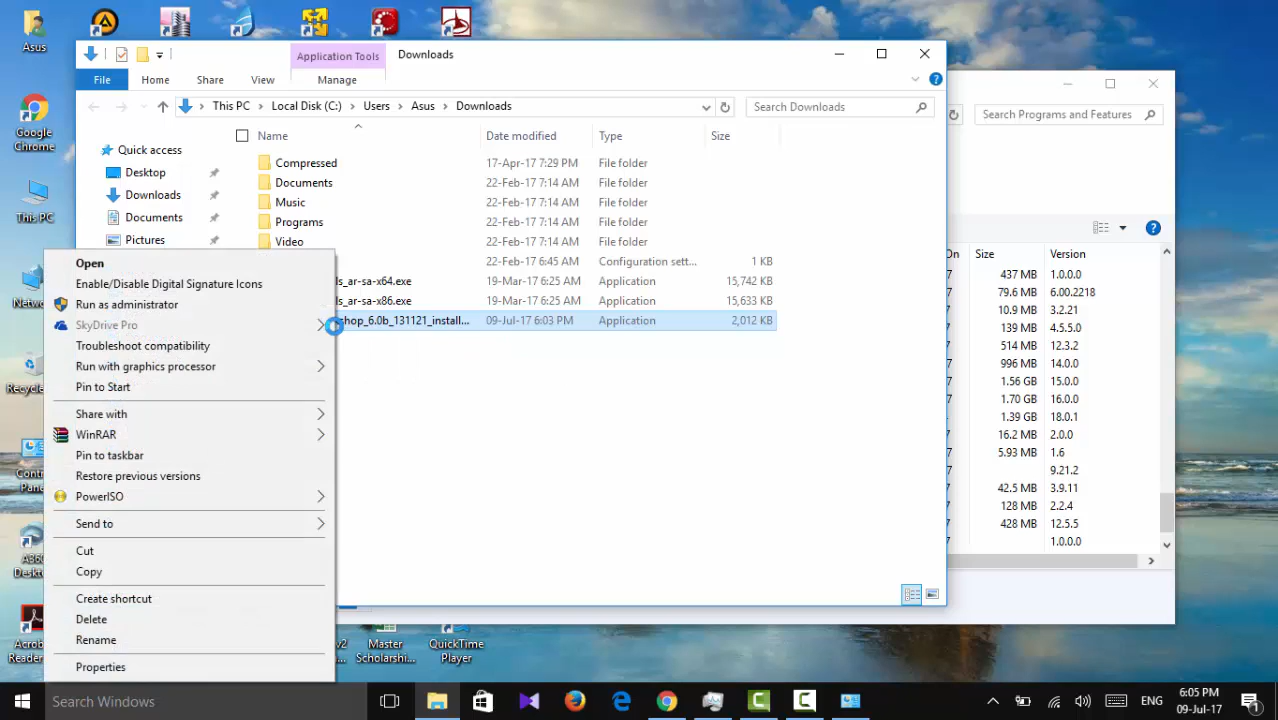 Asus
Application Tools
Downloads
File
Home
Share
View
Manage
This PC
Local Disk (C:)
Users
Asus
Downloads
Search Downloads
Search Programs and Features
Google
Chrome
This PC
Name
Date modified
Type
Size
Quick access
Desktop
Downloads
Documents
Pictures
Compressed 17-Apr-17 7:29 PM File folder
Documents 22-Feb-17 7:14 AM File folder
Music 22-Feb-17 7:14 AM File folder
Programs 22-Feb-17 7:14 AM File folder
Video 22-Feb-17 7:14 AM File folder
22-Feb-17 6:45 AM Configuration sett... 1 KB
ls_ar-sa-x64.exe 19-Mar-17 6:25 AM Application 15,742 KB
ls_ar-sa-x86.exe 19-Mar-17 6:25 AM Application 15,633 KB
shop_6.0b_131121_install... 09-Jul-17 6:03 PM Application 2,012 KB
On Size Version
437 MB 1.0.0.0
79.6 MB 6.00.2218
10.9 MB 3.2.21
139 MB 4.5.5.0
514 MB 12.3.2
996 MB 14.0.0
1.56 GB 15.0.0
1.70 GB 16.0.0
1.39 GB 18.0.1
16.2 MB 2.0.0
5.93 MB 1.6
9.21.2
42.5 MB 3.9.11
128 MB 2.2.4
428 MB 12.5.5
1.0.0.0
Open
Enable/Disable Digital Signature Icons
Run as administrator
SkyDrive Pro
Troubleshoot compatibility
Run with graphics processor
Pin to Start
Share with
WinRAR
Pin to taskbar
Restore previous versions
PowerISO
Send to
Cut
Copy
Create shortcut
Delete
Rename
Properties
Netw
Recycle
Cont
Pan
A360
Deskt
Acrob
Reader
v2
...
Master
Scholarshi...
QuickTime
Player
Search Windows
ENG
6:05 PM
09-Jul-17
1